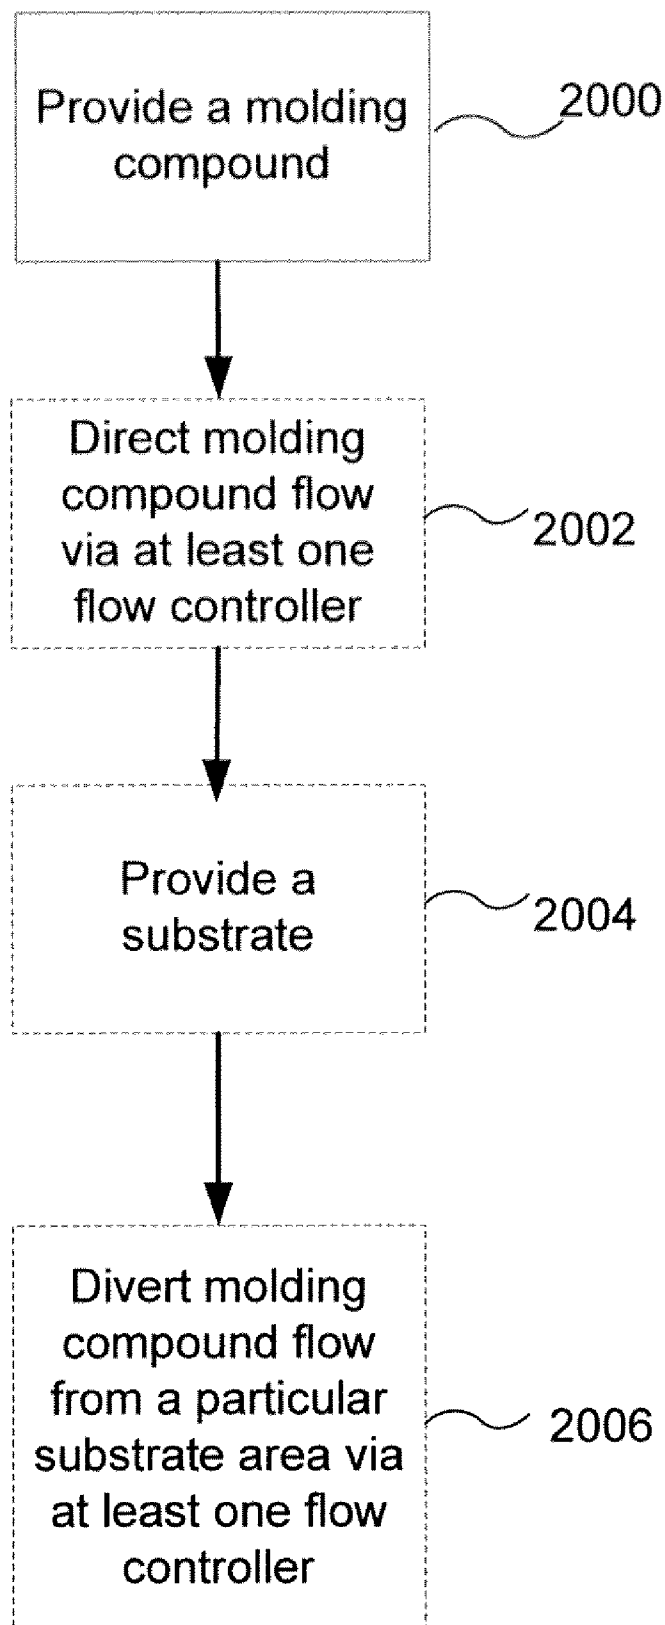 Provide a molding
compound
2000
Direct molding
compound flow
via at least one
flow controller
2002
Provide a
substrate
2004
Divert molding
compound flow
from a particular
substrate area via
at least one flow
controller
2006